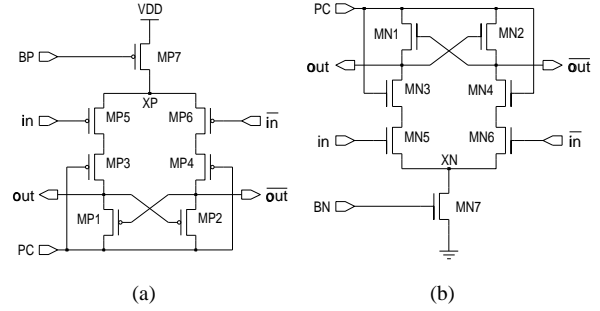 VDD
BP
MP7
XP
in
MP5
MP6
in
MP3
MP4
out
out
MP1
MP2
PC
(a)
PC
MN1
MN2
out
out
MN3
MN4
in
MN5
MN6
in
XN
BN
MN7
(b)